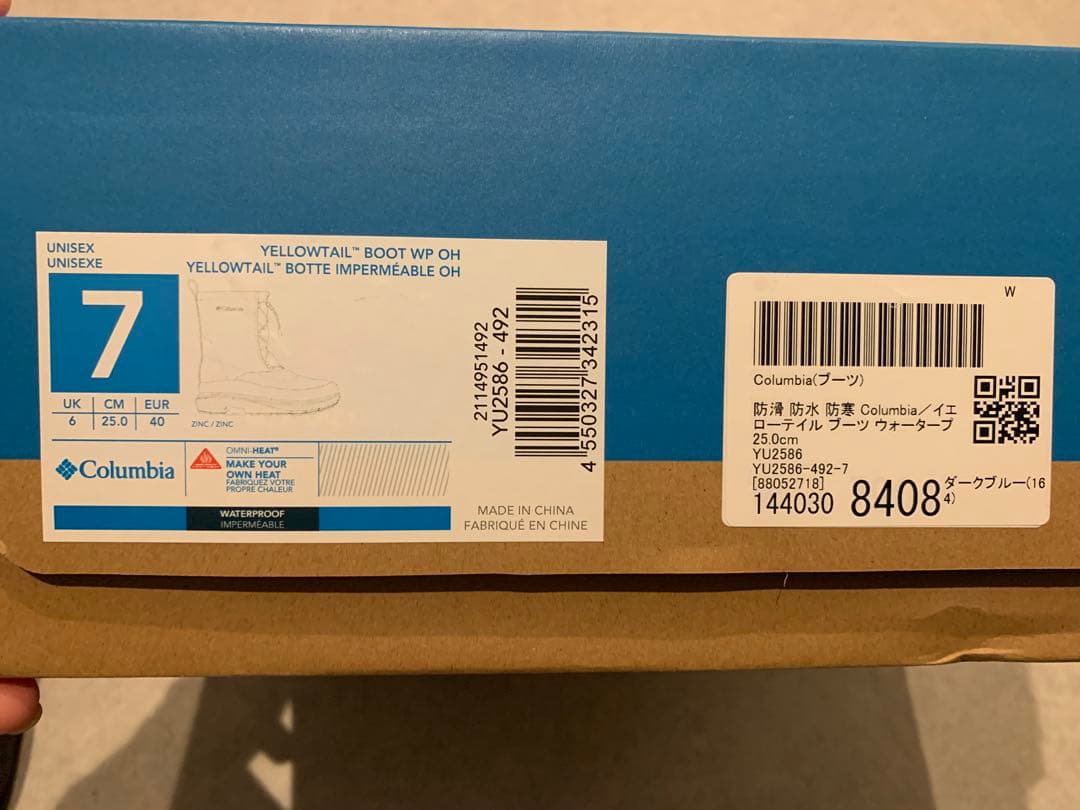 UNISEX
UNISEXE
YELLOWTAIL™ BOOT WP OH
YELLOWTAIL™ BOTTE IMPERMÉABLE OH
7
UK CM EUR
6 25.0 40
ZINC / ZINC
Columbia
OMNI-HEAT®
MAKE YOUR
OWN HEAT
FABRIQUEZ VOTRE
PROPRE CHALEUR
WATERPROOF
IMPERMÉABLE
2114951492
YU2586 - 492
4 550327 342315
MADE IN CHINA
FABRIQUÉ EN CHINE
W
Columbia(ブーツ)
防滑 防水 防寒 Columbia／イエ
ローテイル ブーツ ウォータープ
25.0cm
YU2586
YU2586-492-7
[88052718]
144030 8408 ダークブルー(16
4)